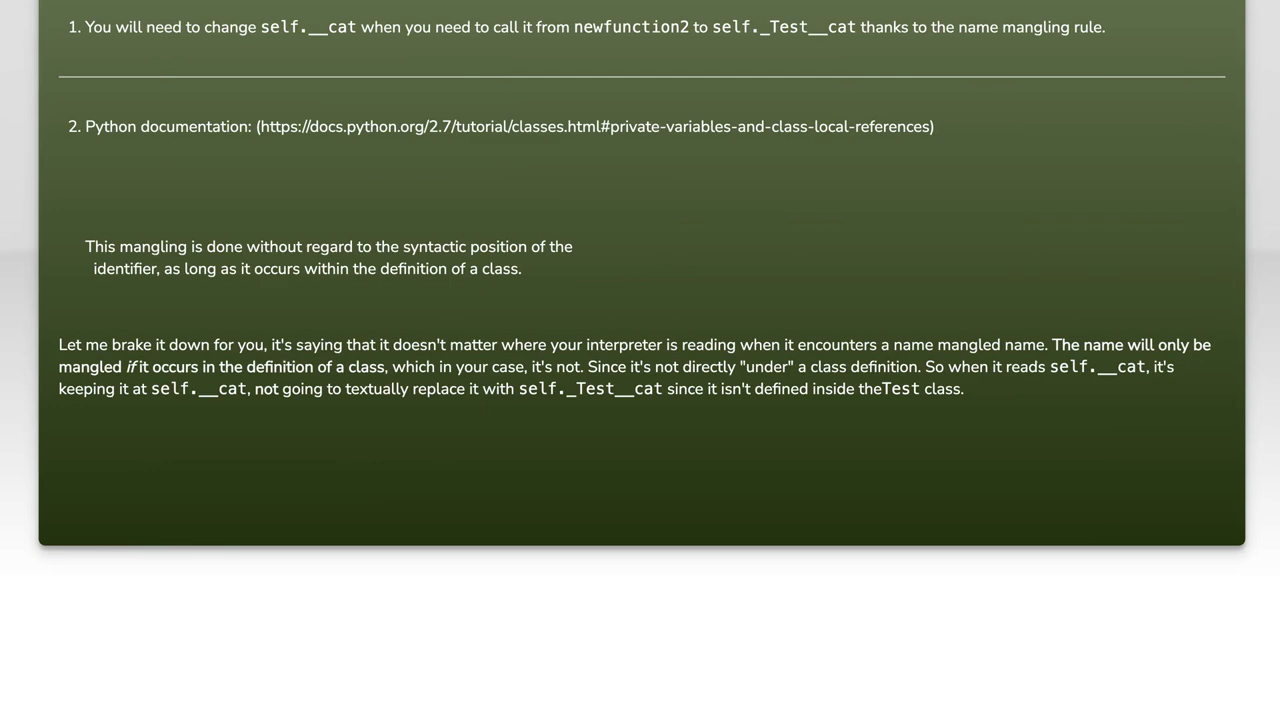 1. You will need to change self.__cat when you need to call it from newfunction2 to self._Test__cat thanks to the name mangling rule.
2. Python documentation: (https://docs.python.org/2.7/tutorial/classes.html#private-variables-and-class-local-references)
This mangling is done without regard to the syntactic position of the
identifier, as long as it occurs within the definition of a class.
Let me brake it down for you, it's saying that it doesn't matter where your interpreter is reading when it encounters a name mangled name. The name will only be
mangled if it occurs in the definition of a class, which in your case, it's not. Since it's not directly "under" a class definition. So when it reads self.__cat, it's
keeping it at self.__cat, not going to textually replace it with self._Test__cat since it isn't defined inside theTest class.